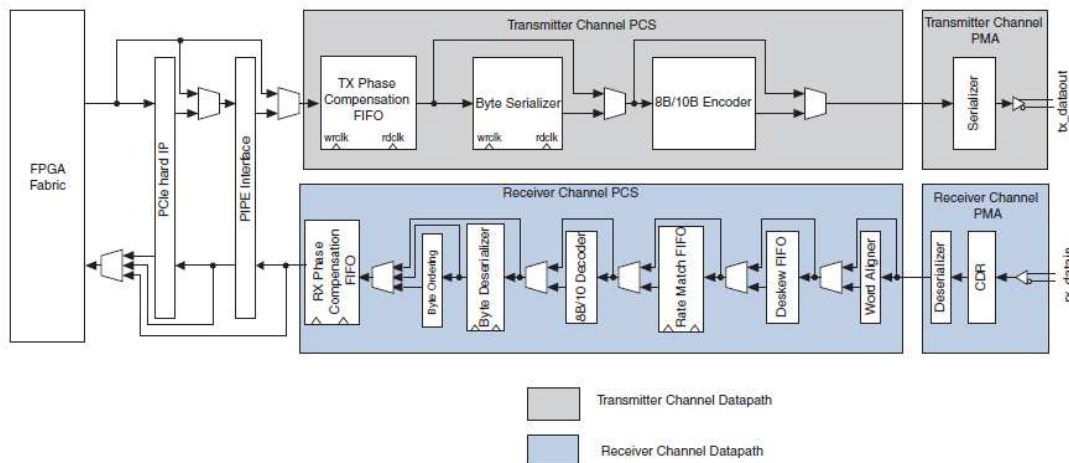 Transmitter Channel PCS
Transmitter Channel
PMA
FPGA
Fabric
PCIe hard IP
PIPE Interface
TX Phase
Compensation
FIFO
wrclk
rdclk
Byte Serializer
wrclk
rdclk
8B/10B Encoder
Serializer
tx_dataout
Receiver Channel PCS
Receiver Channel
PMA
RX Phase
Compensation
FIFO
Byte Ordering
Byte Deserializer
8B/10 Decoder
Rate Match FIFO
Deskew FIFO
Word Aligner
Deserializer
CDR
rx_datain
Transmitter Channel Datapath
Receiver Channel Datapath